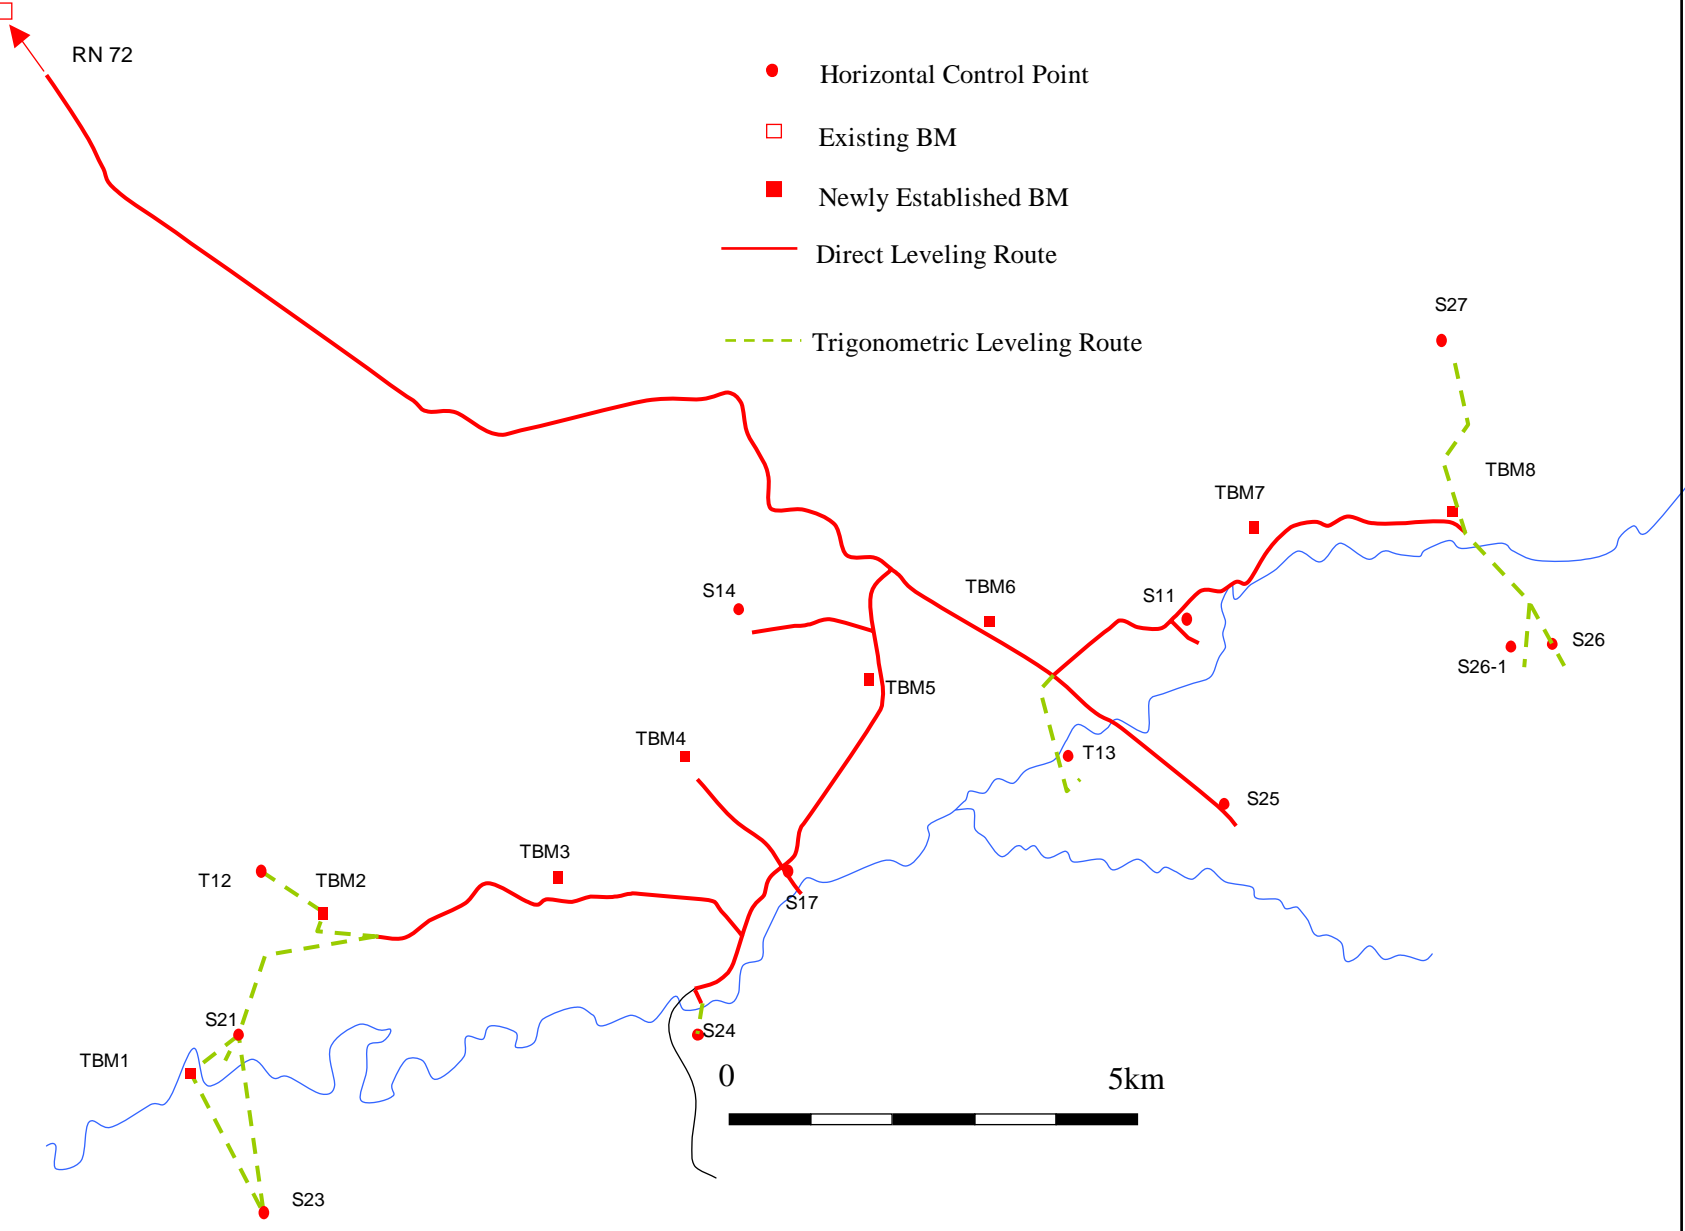 RN 72
Horizontal Control Point
Existing BM
Newly Established BM
Direct Leveling Route
Trigonometric Leveling Route
S27
TBM8
TBM7
TBM6
S14
S11
S26
S26-1
TBM5
TBM4
T13
S25
TBM3
T12
TBM2
S17
S21
S24
TBM1
0
5km
S23